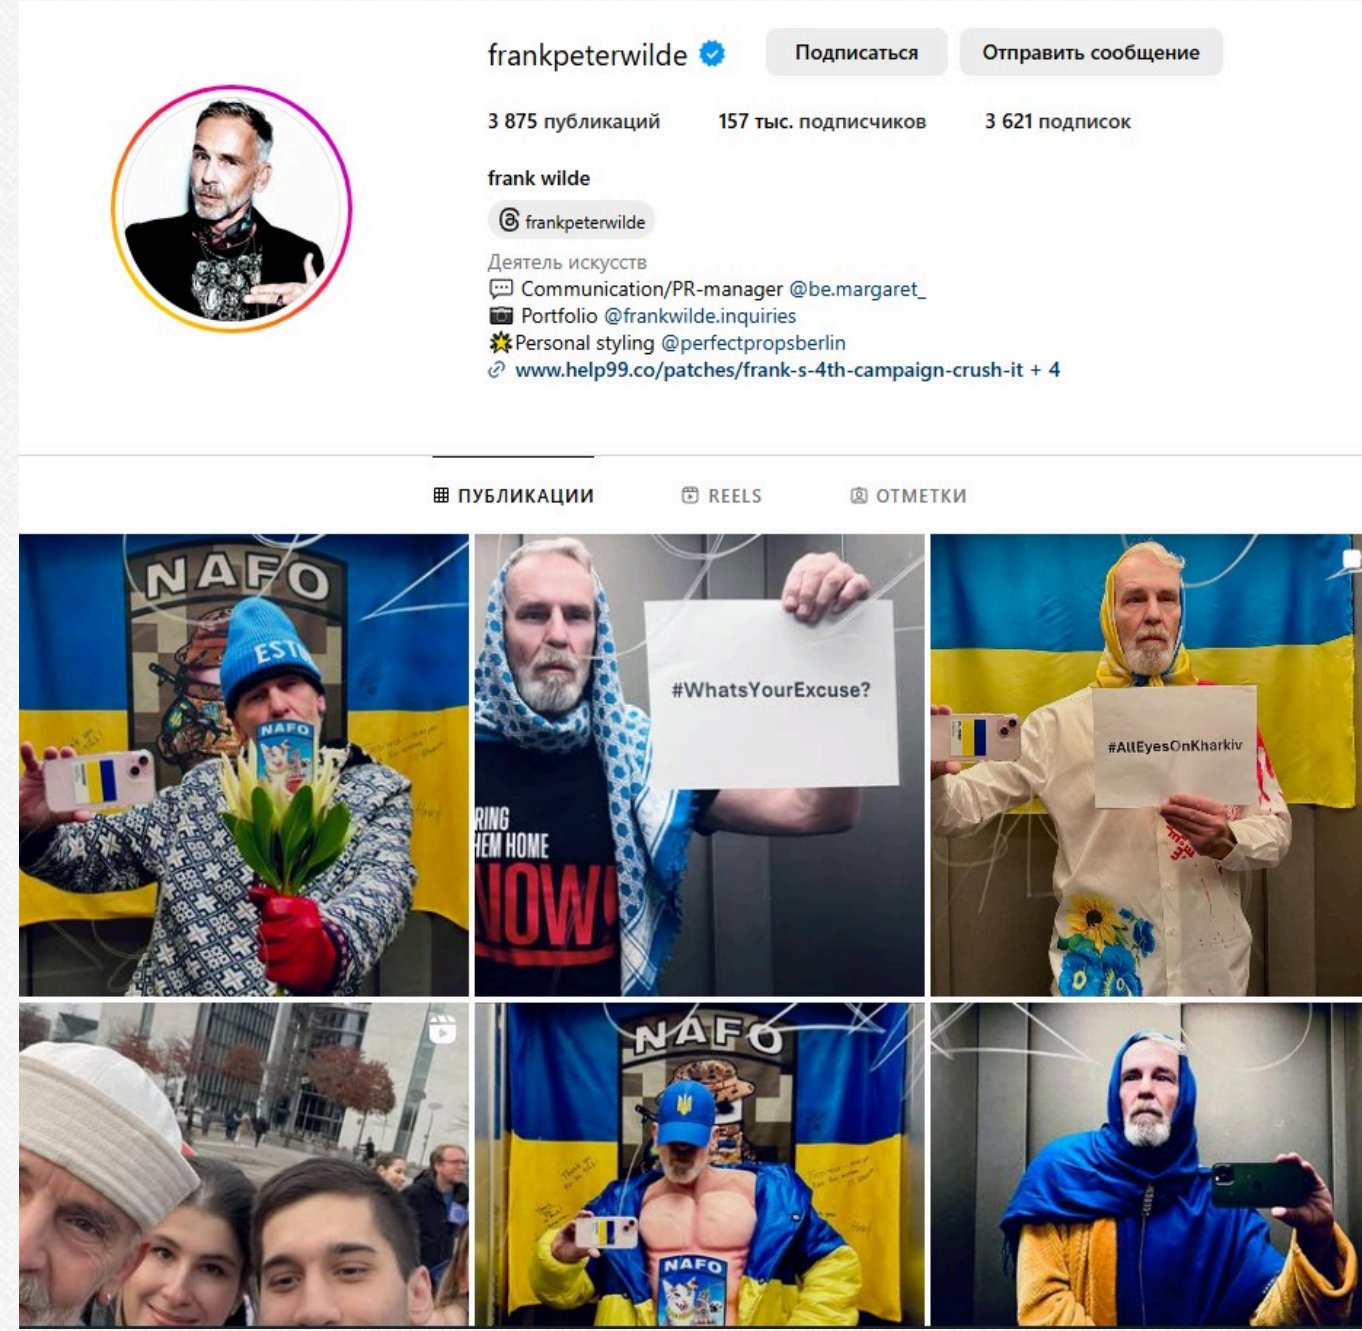 frankpeterwilde
Подписаться
Отправить сообщение
3 875 публикаций
157 тыс. подписчиков
3 621 подписок
frank wilde
frankpeterwilde
Деятель искусств
Communication/PR-manager @be.margaret_
Portfolio @frankwilde.inquiries
Personal styling @perfectpropsberlin
www.help99.co/patches/frank-s-4th-campaign-crush-it + 4
ПУБЛИКАЦИИ
REELS
ОТМЕТКИ
NAFO
NAFO
#WhatsYourExcuse?
RING
HEM HOME
NOW!
#AllEyesOnKharkiv
NAFO
NAFO